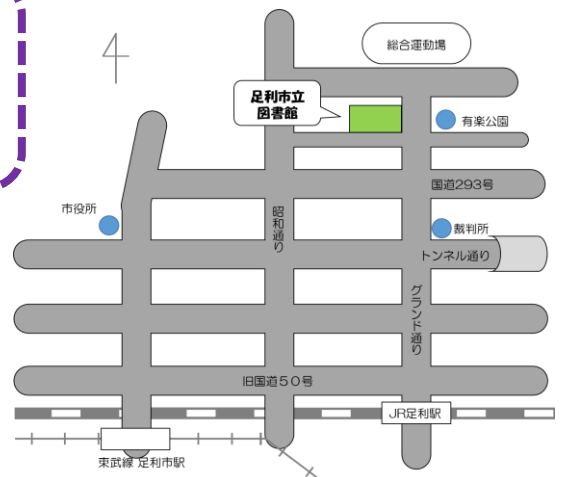 総合運動場
足利市立
図書館
有楽公園
国道293号
市役所
昭和通り
裁判所
トンネル通り
グランド通り
旧国道50号
JR足利駅
東武線 足利市駅